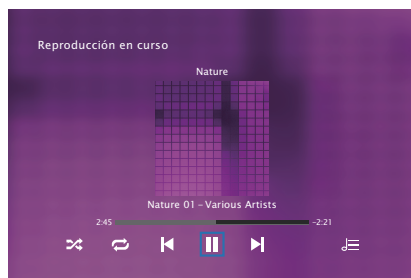 Reproducción en curso
Nature
Nature 01 – Various Artists
2:45
-2:21